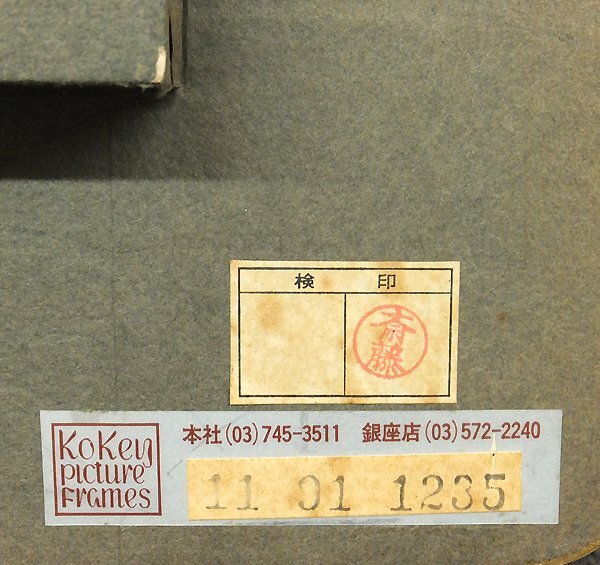 検 印
斎藤
KoKen
picture
Frames
本社(03)745-3511 銀座店(03)572-2240
11 01 1235